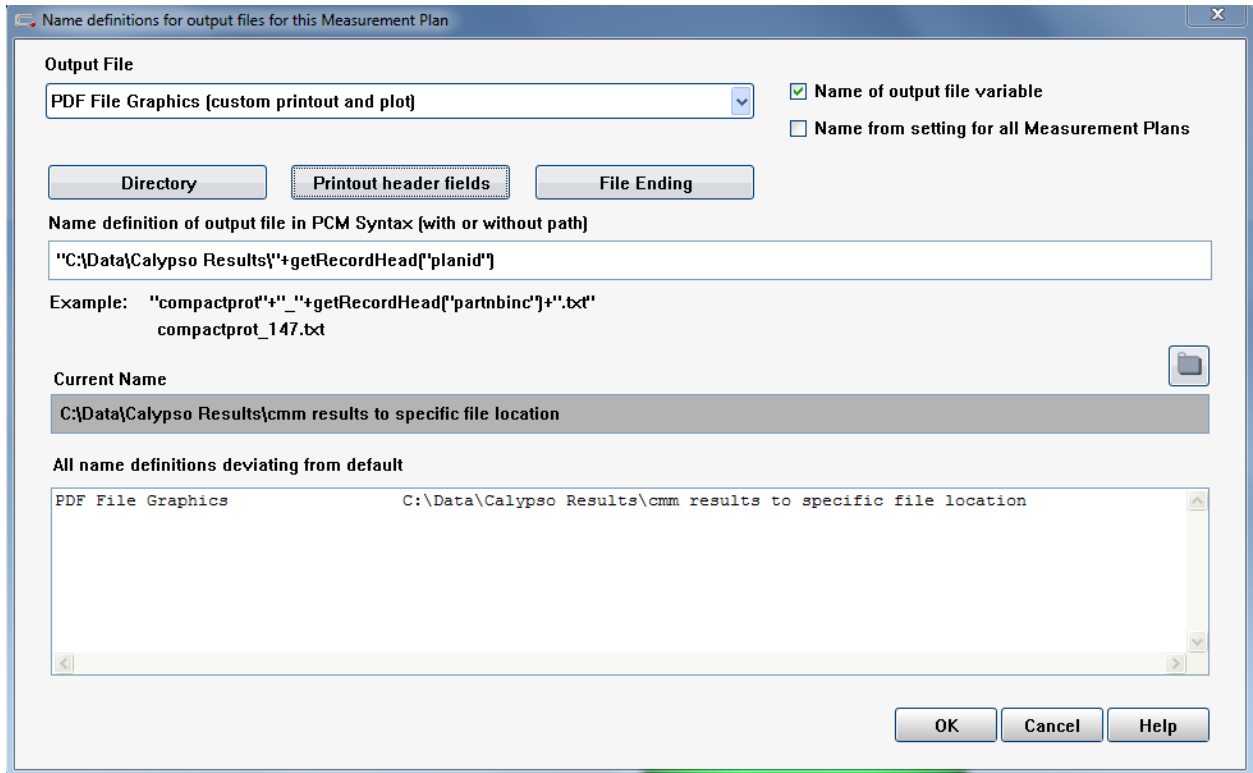 Name definitions for output files for this Measurement Plan
x
Output File
PDF File Graphics (custom printout and plot)
Name of output file variable
Name from setting for all Measurement Plans
Directory
Printout header fields
File Ending
Name definition of output file in PCM Syntax (with or without path)
"C:\Data\Calypso Results\"+getRecordHead("planid")
Example: "compactprot"+"_"+getRecordHead("partnbinc")+".txt"
compactprot_147.txt
Current Name
C:\Data\Calypso Results\cmm results to specific file location
All name definitions deviating from default
PDF File Graphics C:\Data\Calypso Results\cmm results to specific file location
OK
Cancel
Help